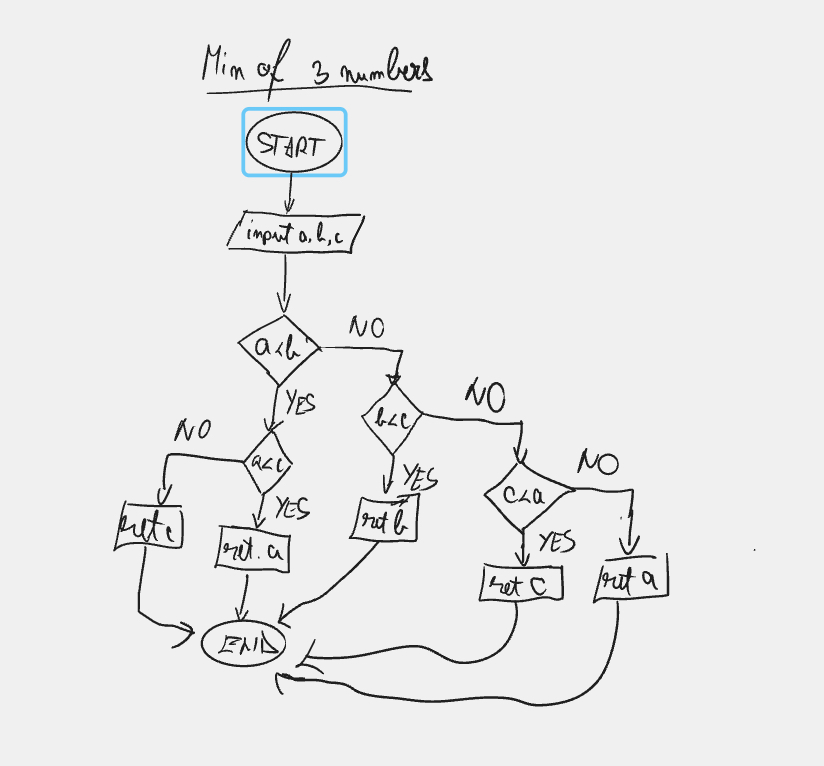 Min of 3 numbers
START
input a, b, c
a<b
NO
YES
b<c
NO
NO
a<c
YES
YES
c<a
NO
ret c
ret. a
ret b
YES
ret C
ret a
END